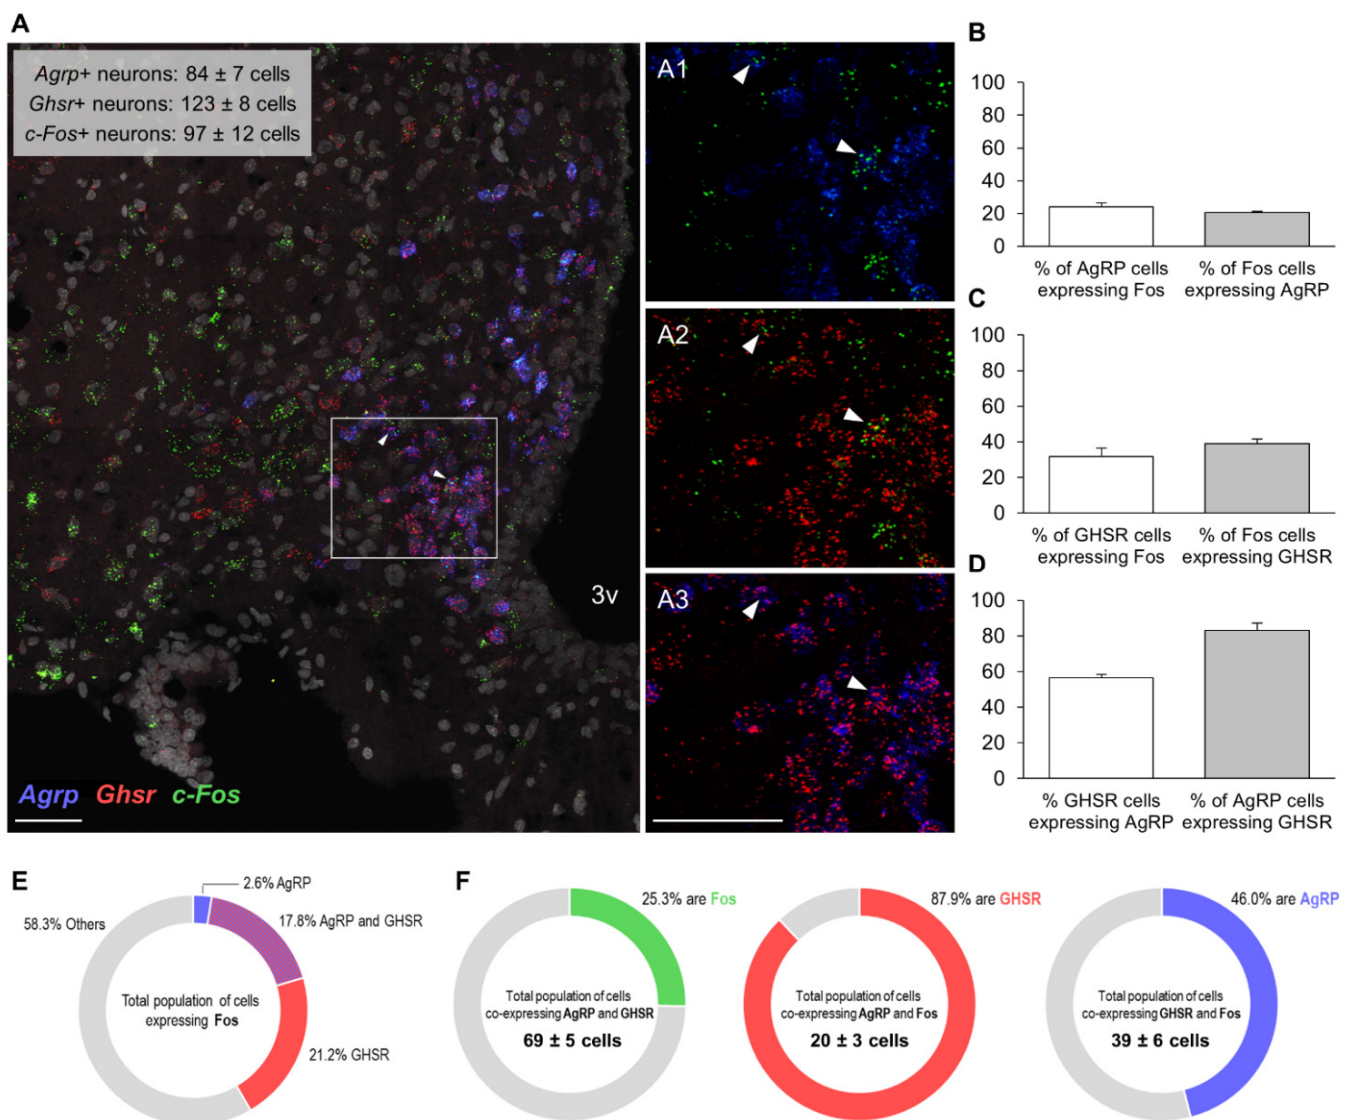 A
Agrp+ neurons: 84 ± 7 cells
Ghsr+ neurons: 123 ± 8 cells
c-Fos+ neurons: 97 ± 12 cells
3v
Agrp Ghsr c-Fos
A1
A2
A3
B
100
80
60
40
20
0
% of AgRP cells
expressing Fos
% of Fos cells
expressing AgRP
C
100
80
60
40
20
0
% of GHSR cells
expressing Fos
% of Fos cells
expressing GHSR
D
100
80
60
40
20
0
% GHSR cells
expressing AgRP
% of AgRP cells
expressing GHSR
E
2.6% AgRP
58.3% Others
17.8% AgRP and GHSR
Total population of cells
expressing Fos
21.2% GHSR
F
25.3% are Fos
Total population of cells
co-expressing AgRP and GHSR
69 ± 5 cells
87.9% are GHSR
Total population of cells
co-expressing AgRP and Fos
20 ± 3 cells
46.0% are AgRP
Total population of cells
co-expressing GHSR and Fos
39 ± 6 cells